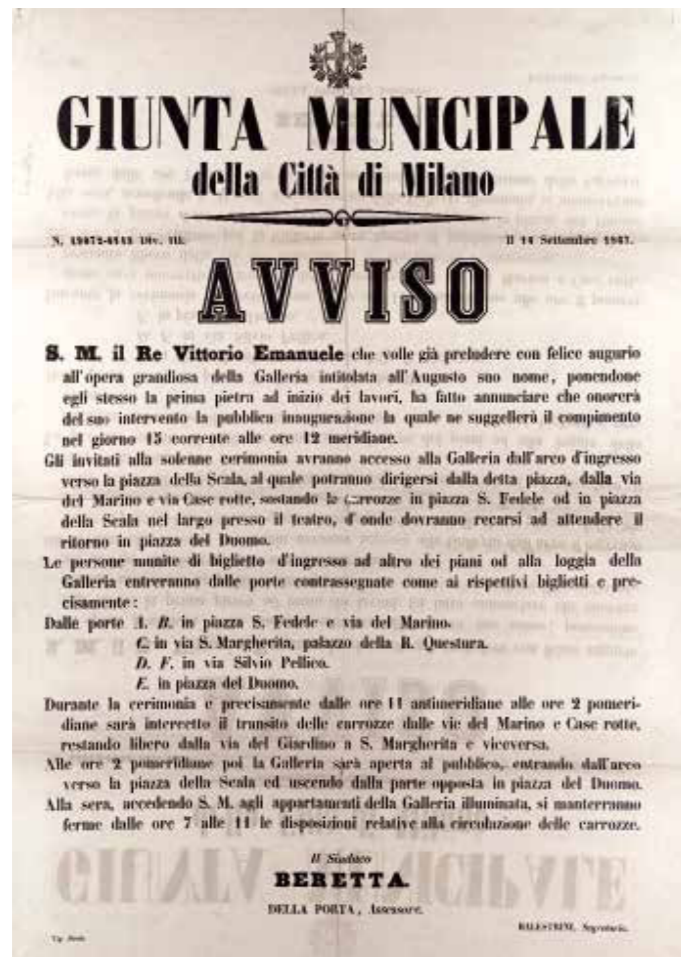 GIUNTA MUNICIPALE
della Città di Milano
N. 49072-6143 Div. III.
Il 14 Settembre 1867.
AVVISO
S. M. il Re Vittorio Emanuele che volle già preludere con felice augurio
all'opera grandiosa della Galleria intitolata all'Augusto suo nome, ponendone
egli stesso la prima pietra ad inizio dei lavori, ha fatto annunciare che onorerà
del suo intervento la pubblica inaugurazione la quale ne suggellerà il compimento
nel giorno 15 corrente alle ore 12 meridiane.
Gli invitati alla solenne cerimonia avranno accesso alla Galleria dall'arco d'ingresso
verso la piazza della Scala, al quale potranno dirigersi dalla detta piazza, dalla via
del Marino e via Case rotte, sostando le carrozze in piazza S. Fedele od in piazza
della Scala nel largo presso il teatro, d'onde dovranno recarsi ad attendere il
ritorno in piazza del Duomo.
Le persone munite di biglietto d'ingresso ad altro dei piani od alla loggia della
Galleria entreranno dalle porte contrassegnate come ai rispettivi biglietti e pre-
cisamente:
Dalle porte A. B. in piazza S. Fedele e via del Marino.
C. in via S. Margherita, palazzo della R. Questura.
D. F. in via Silvio Pellico.
E. in piazza del Duomo.
Durante la cerimonia e precisamente dalle ore 11 antimeridiane alle ore 2 pomeri-
diane sarà intercetto il transito delle carrozze dalle vie del Marino e Case rotte,
restando libero dalla via del Giardino a S. Margherita e viceversa.
Alle ore 2 pomeridiane poi la Galleria sarà aperta al pubblico, entrando dall'arco
verso la piazza della Scala ed uscendo dalla parte opposta in piazza del Duomo.
Alla sera, accedendo S. M. agli appartamenti della Galleria illuminata, si manterranno
ferme dalle ore 7 alle 11 le disposizioni relative alla circolazione delle carrozze.
Il Sindaco
BERETTA.
DELLA PORTA, Assessore.
BALESTRINI, Segretario.
Tip.